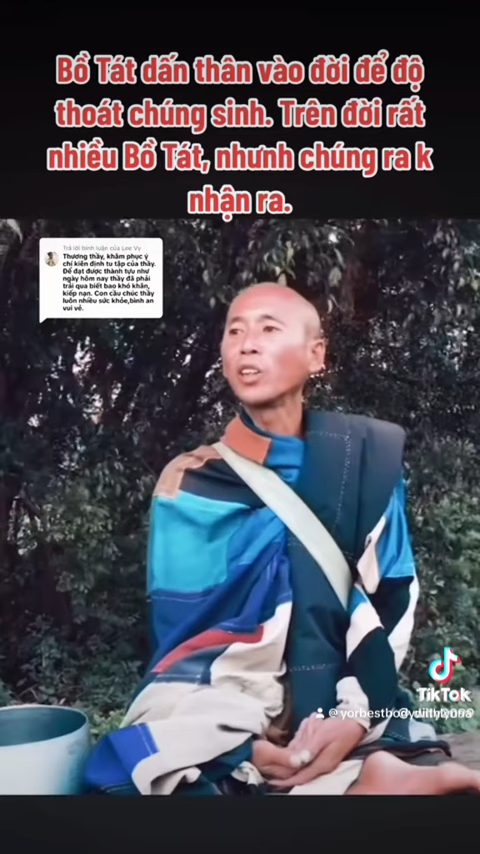 Bồ Tát dấn thân vào đời để độ
thoát chúng sinh. Trên đời rất
nhiều Bồ Tát, nhưnh chúng ra k
nhận ra.
Trả lời bình luận của Lee Vy
Thương thầy, khâm phục ý
chí kiên định tu tập của thầy.
Để đạt được thành tựu như
ngày hôm nay thầy đã phải
trải qua biết bao khó khăn,
kiếp nạn. Con cầu chúc thầy
luôn nhiều sức khỏe,bình an
vui vẻ.
TikTok